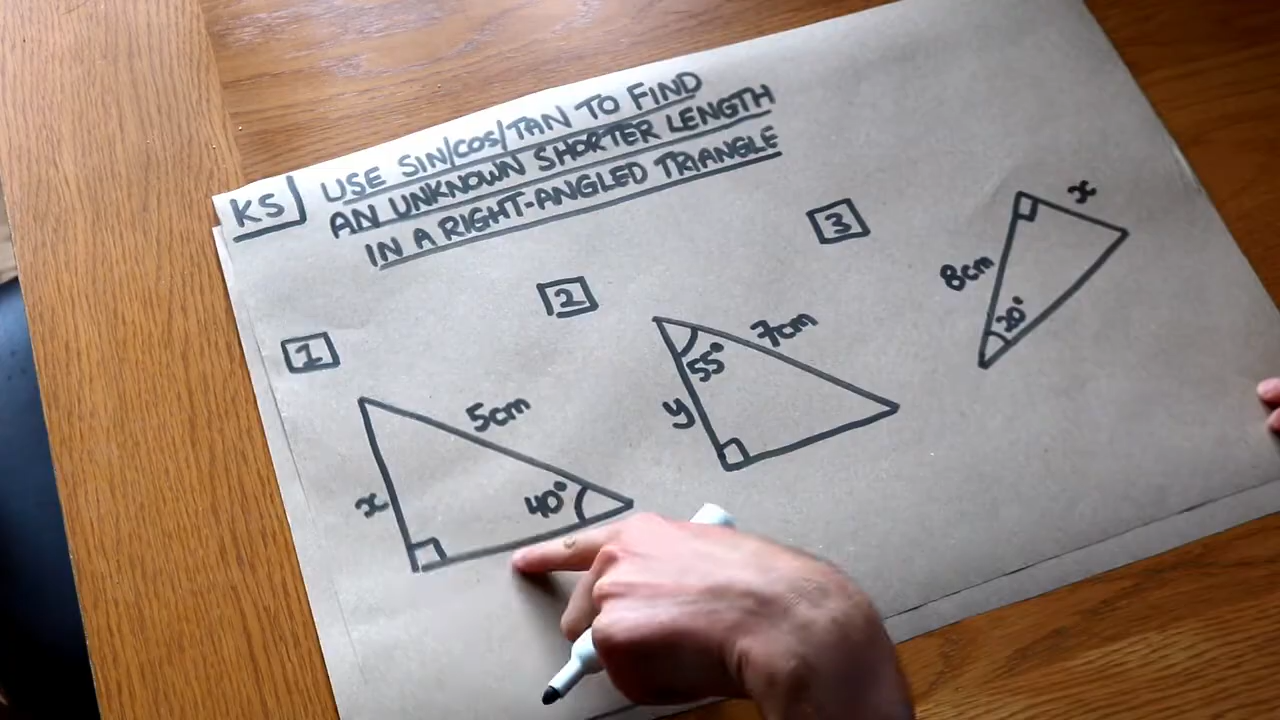 KS USE SIN/COS/TAN TO FIND
AN UNKNOWN SHORTER LENGTH
IN A RIGHT-ANGLED TRIANGLE
1
5cm
x
40°
2
55°
7cm
y
3
x
8cm
20°